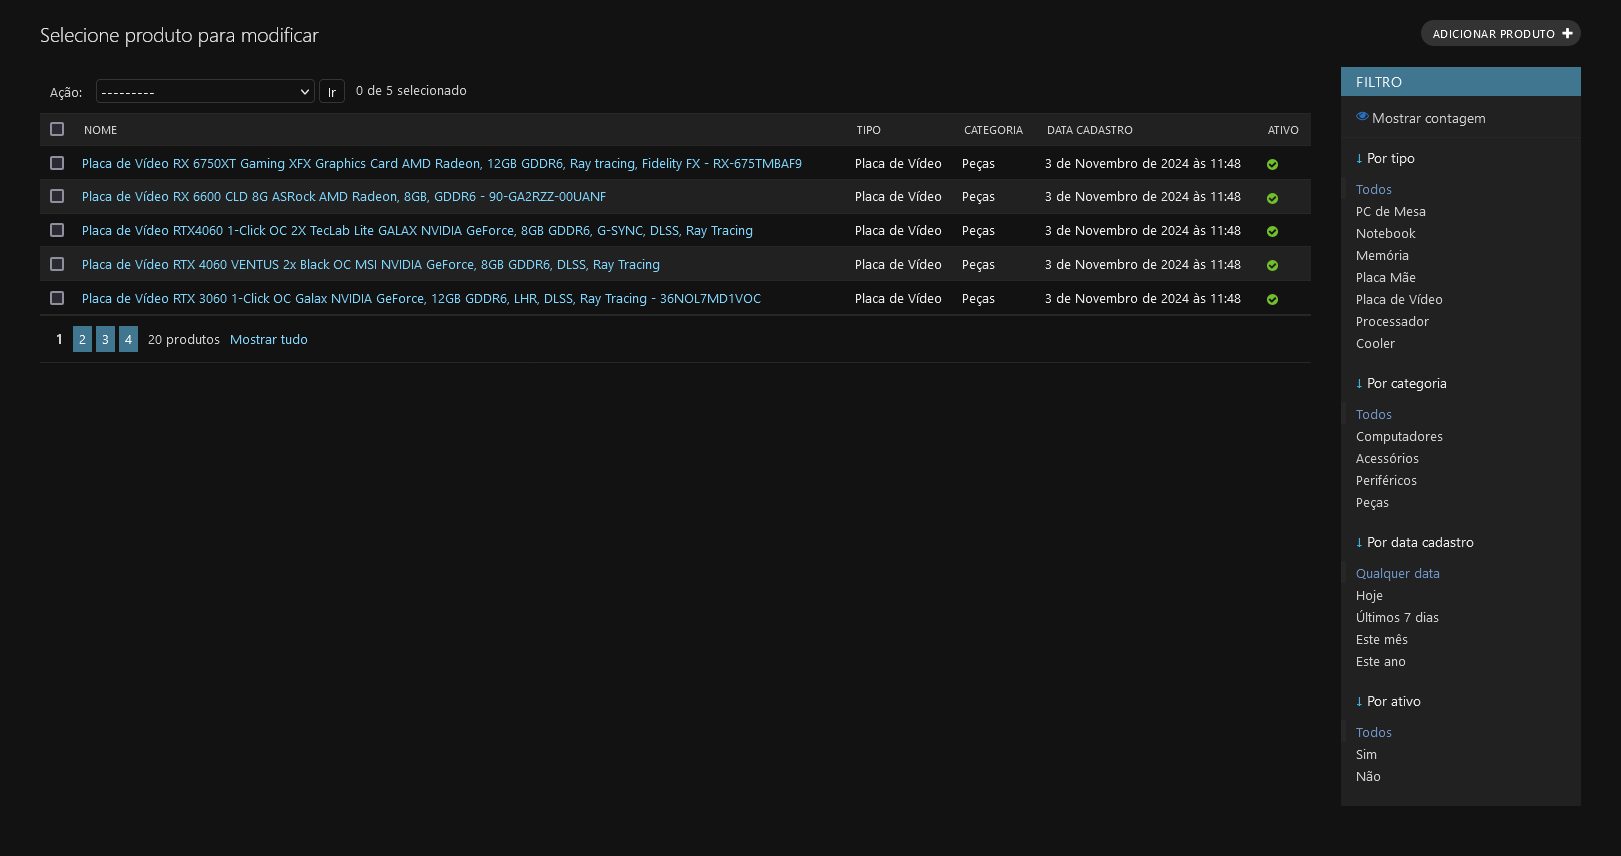 Selecione produto para modificar
ADICIONAR PRODUTO
Ação: --------- Ir 0 de 5 selecionado
NOME TIPO CATEGORIA DATA CADASTRO ATIVO
Placa de Vídeo RX 6750XT Gaming XFX Graphics Card AMD Radeon, 12GB GDDR6, Ray tracing, Fidelity FX - RX-675TMBAF9 Placa de Vídeo Peças 3 de Novembro de 2024 às 11:48
Placa de Vídeo RX 6600 CLD 8G ASRock AMD Radeon, 8GB, GDDR6 - 90-GA2RZZ-00UANF Placa de Vídeo Peças 3 de Novembro de 2024 às 11:48
Placa de Vídeo RTX4060 1-Click OC 2X TecLab Lite GALAX NVIDIA GeForce, 8GB GDDR6, G-SYNC, DLSS, Ray Tracing Placa de Vídeo Peças 3 de Novembro de 2024 às 11:48
Placa de Vídeo RTX 4060 VENTUS 2x Black OC MSI NVIDIA GeForce, 8GB GDDR6, DLSS, Ray Tracing Placa de Vídeo Peças 3 de Novembro de 2024 às 11:48
Placa de Vídeo RTX 3060 1-Click OC Galax NVIDIA GeForce, 12GB GDDR6, LHR, DLSS, Ray Tracing - 36NOL7MD1VOC Placa de Vídeo Peças 3 de Novembro de 2024 às 11:48
1 2 3 4 20 produtos Mostrar tudo
FILTRO
Mostrar contagem
↓ Por tipo
Todos
PC de Mesa
Notebook
Memória
Placa Mãe
Placa de Vídeo
Processador
Cooler
↓ Por categoria
Todos
Computadores
Acessórios
Periféricos
Peças
↓ Por data cadastro
Qualquer data
Hoje
Últimos 7 dias
Este mês
Este ano
↓ Por ativo
Todos
Sim
Não